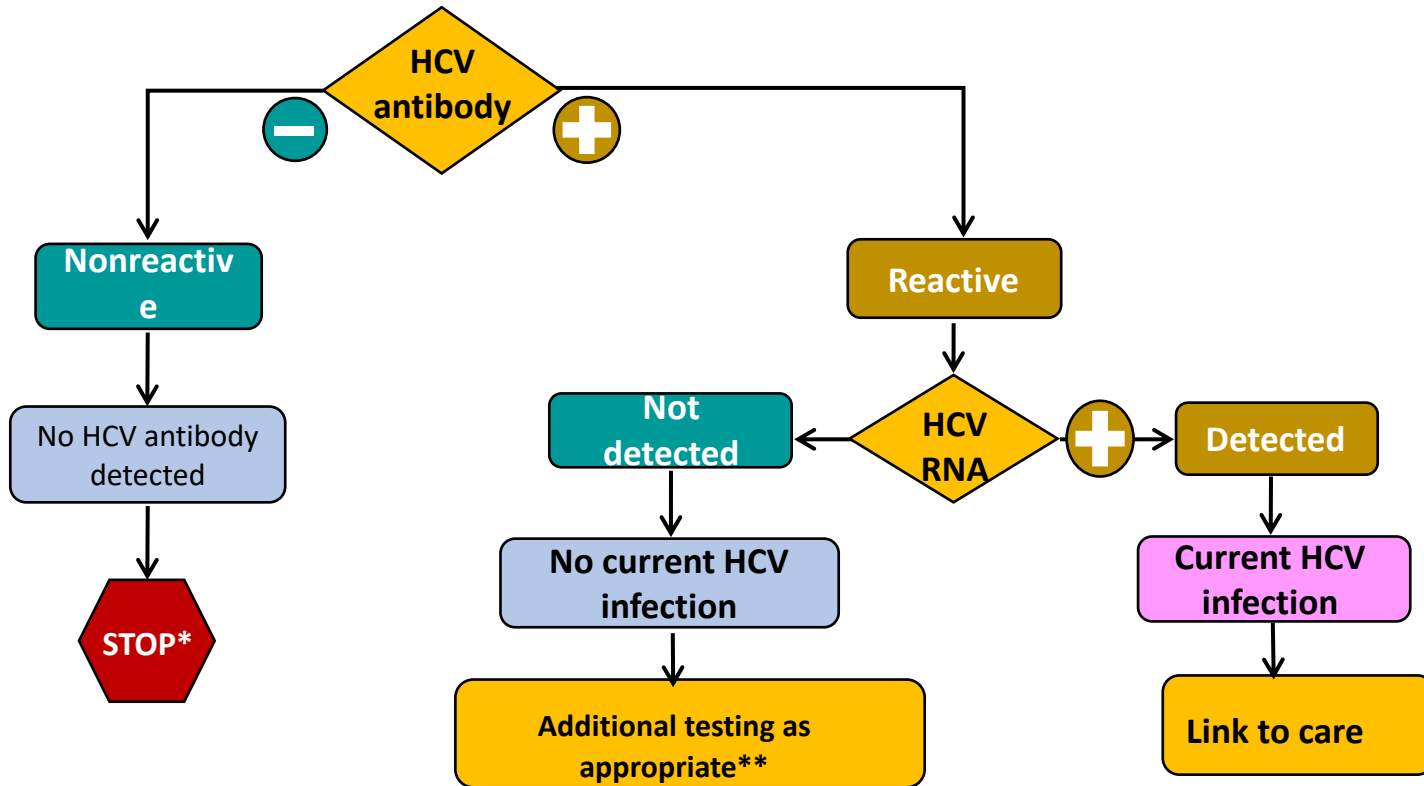 HCV
antibody
Nonreactiv
e
Reactive
No HCV antibody
detected
STOP*
HCV
RNA
Not
detected
Detected
No current HCV
infection
Current HCV
infection
Additional testing as
appropriate**
Link to care